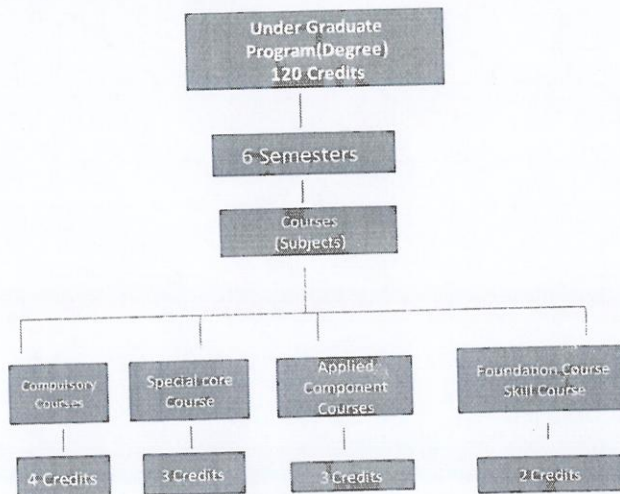 Under Graduate
Program(Degree)
120 Credits
6 Semesters
Courses
(Subjects)
Compulsory
Courses
Special core
Course
Applied
Component
Courses
Foundation Course
Skill Course
4 Credits
3 Credits
3 Credits
2 Credits